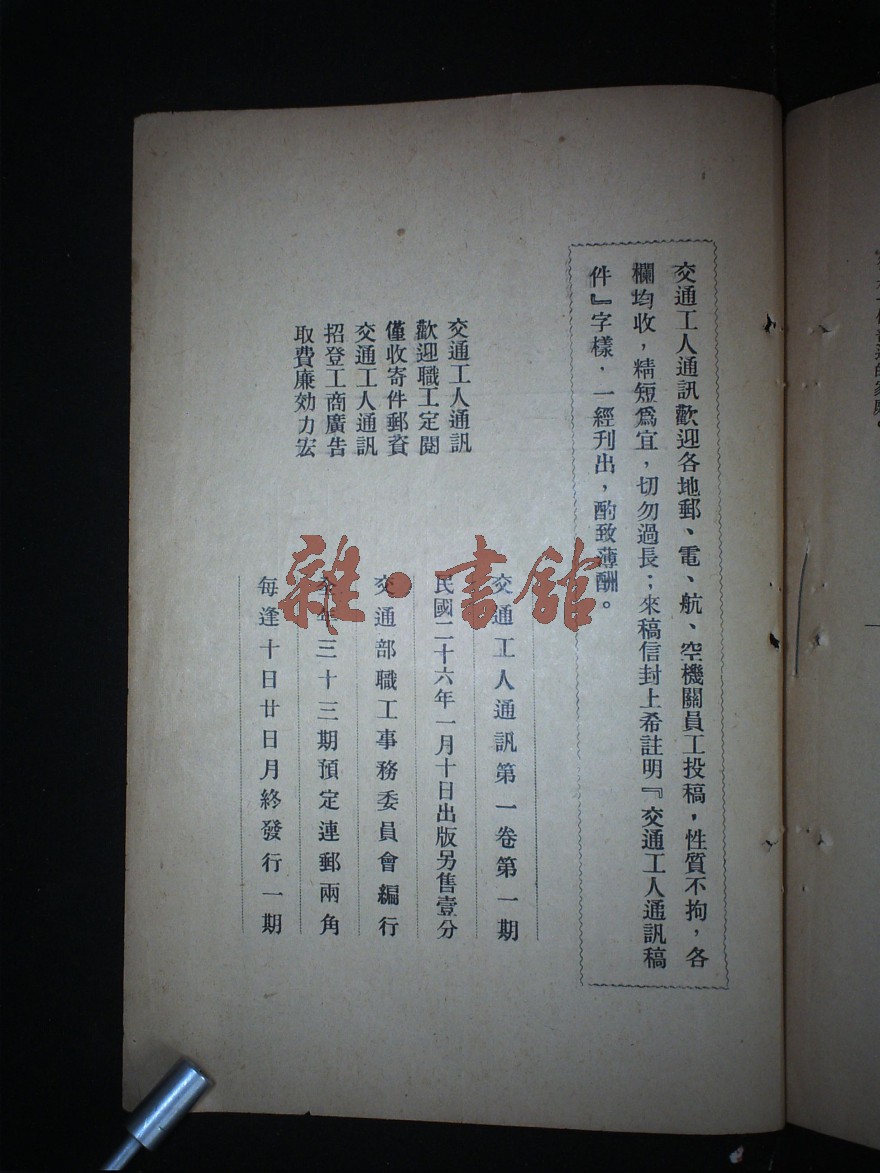 交通工人通訊歡迎各地郵、電、航、空機關員工投稿，性質不拘，各
欄均收，精短爲宜，切勿過長；來稿信封上希註明『交通工人通訊稿
件』字樣，一經刋出，酌致薄酬。
交通工人通訊
歡迎職工定閱
僅收寄件郵資
交通工人通訊
招登工商廣告
取費廉効力宏
交通工人通訊第一卷第一期
民國二十六年一月十日出版另售壹分
交通部職工事務委員會編行
全年三十三期預定連郵兩角
每逢十日廿日月終發行一期
雜·書館